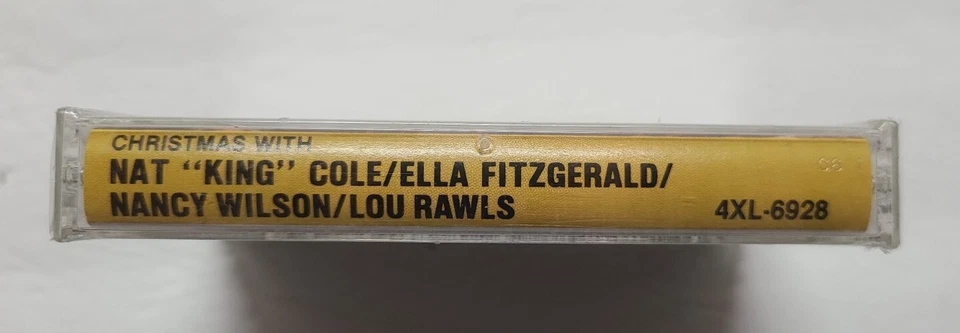 CHRISTMAS WITH
NAT "KING" COLE/ELLA FITZGERALD/
NANCY WILSON/LOU RAWLS
4XL-6928